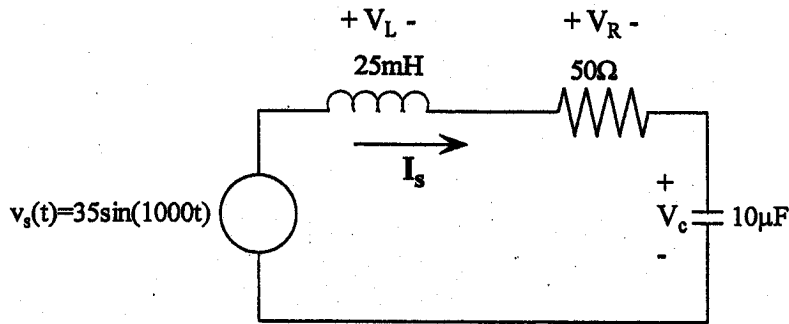 + V_L - + V_R -
25mH 50Ω
I_s
+
v_s(t)=35sin(1000t) V_c 10μF
-